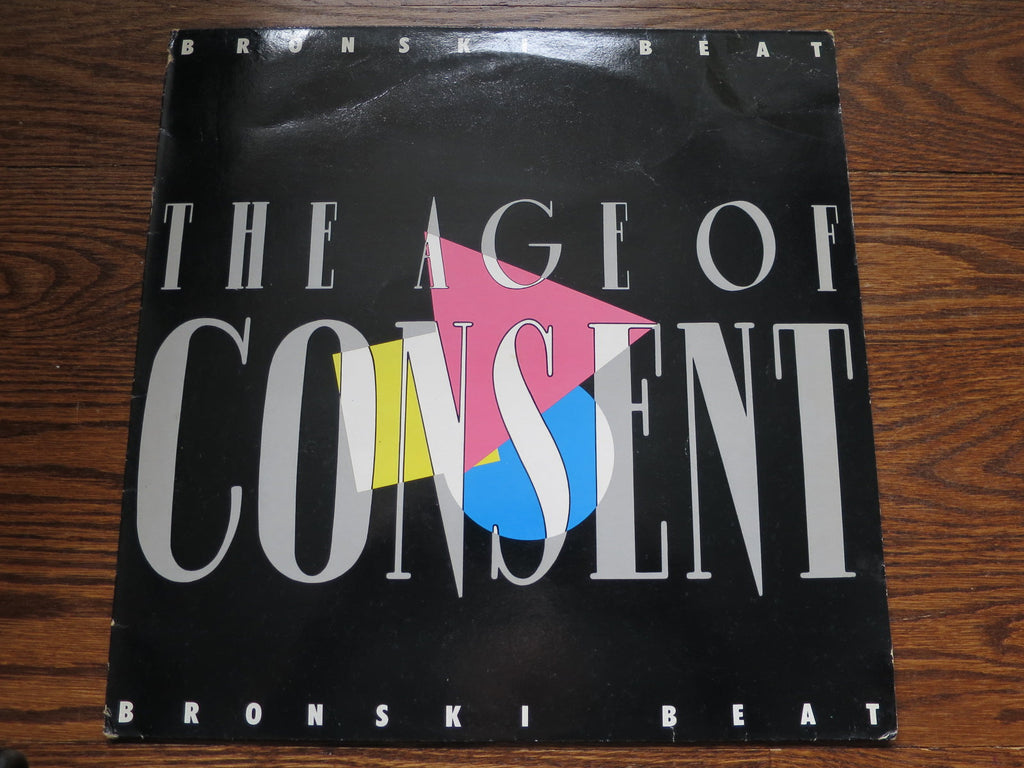 BRONSKI BEAT
THE AGE OF
CONSENT
BRONSKI BEAT